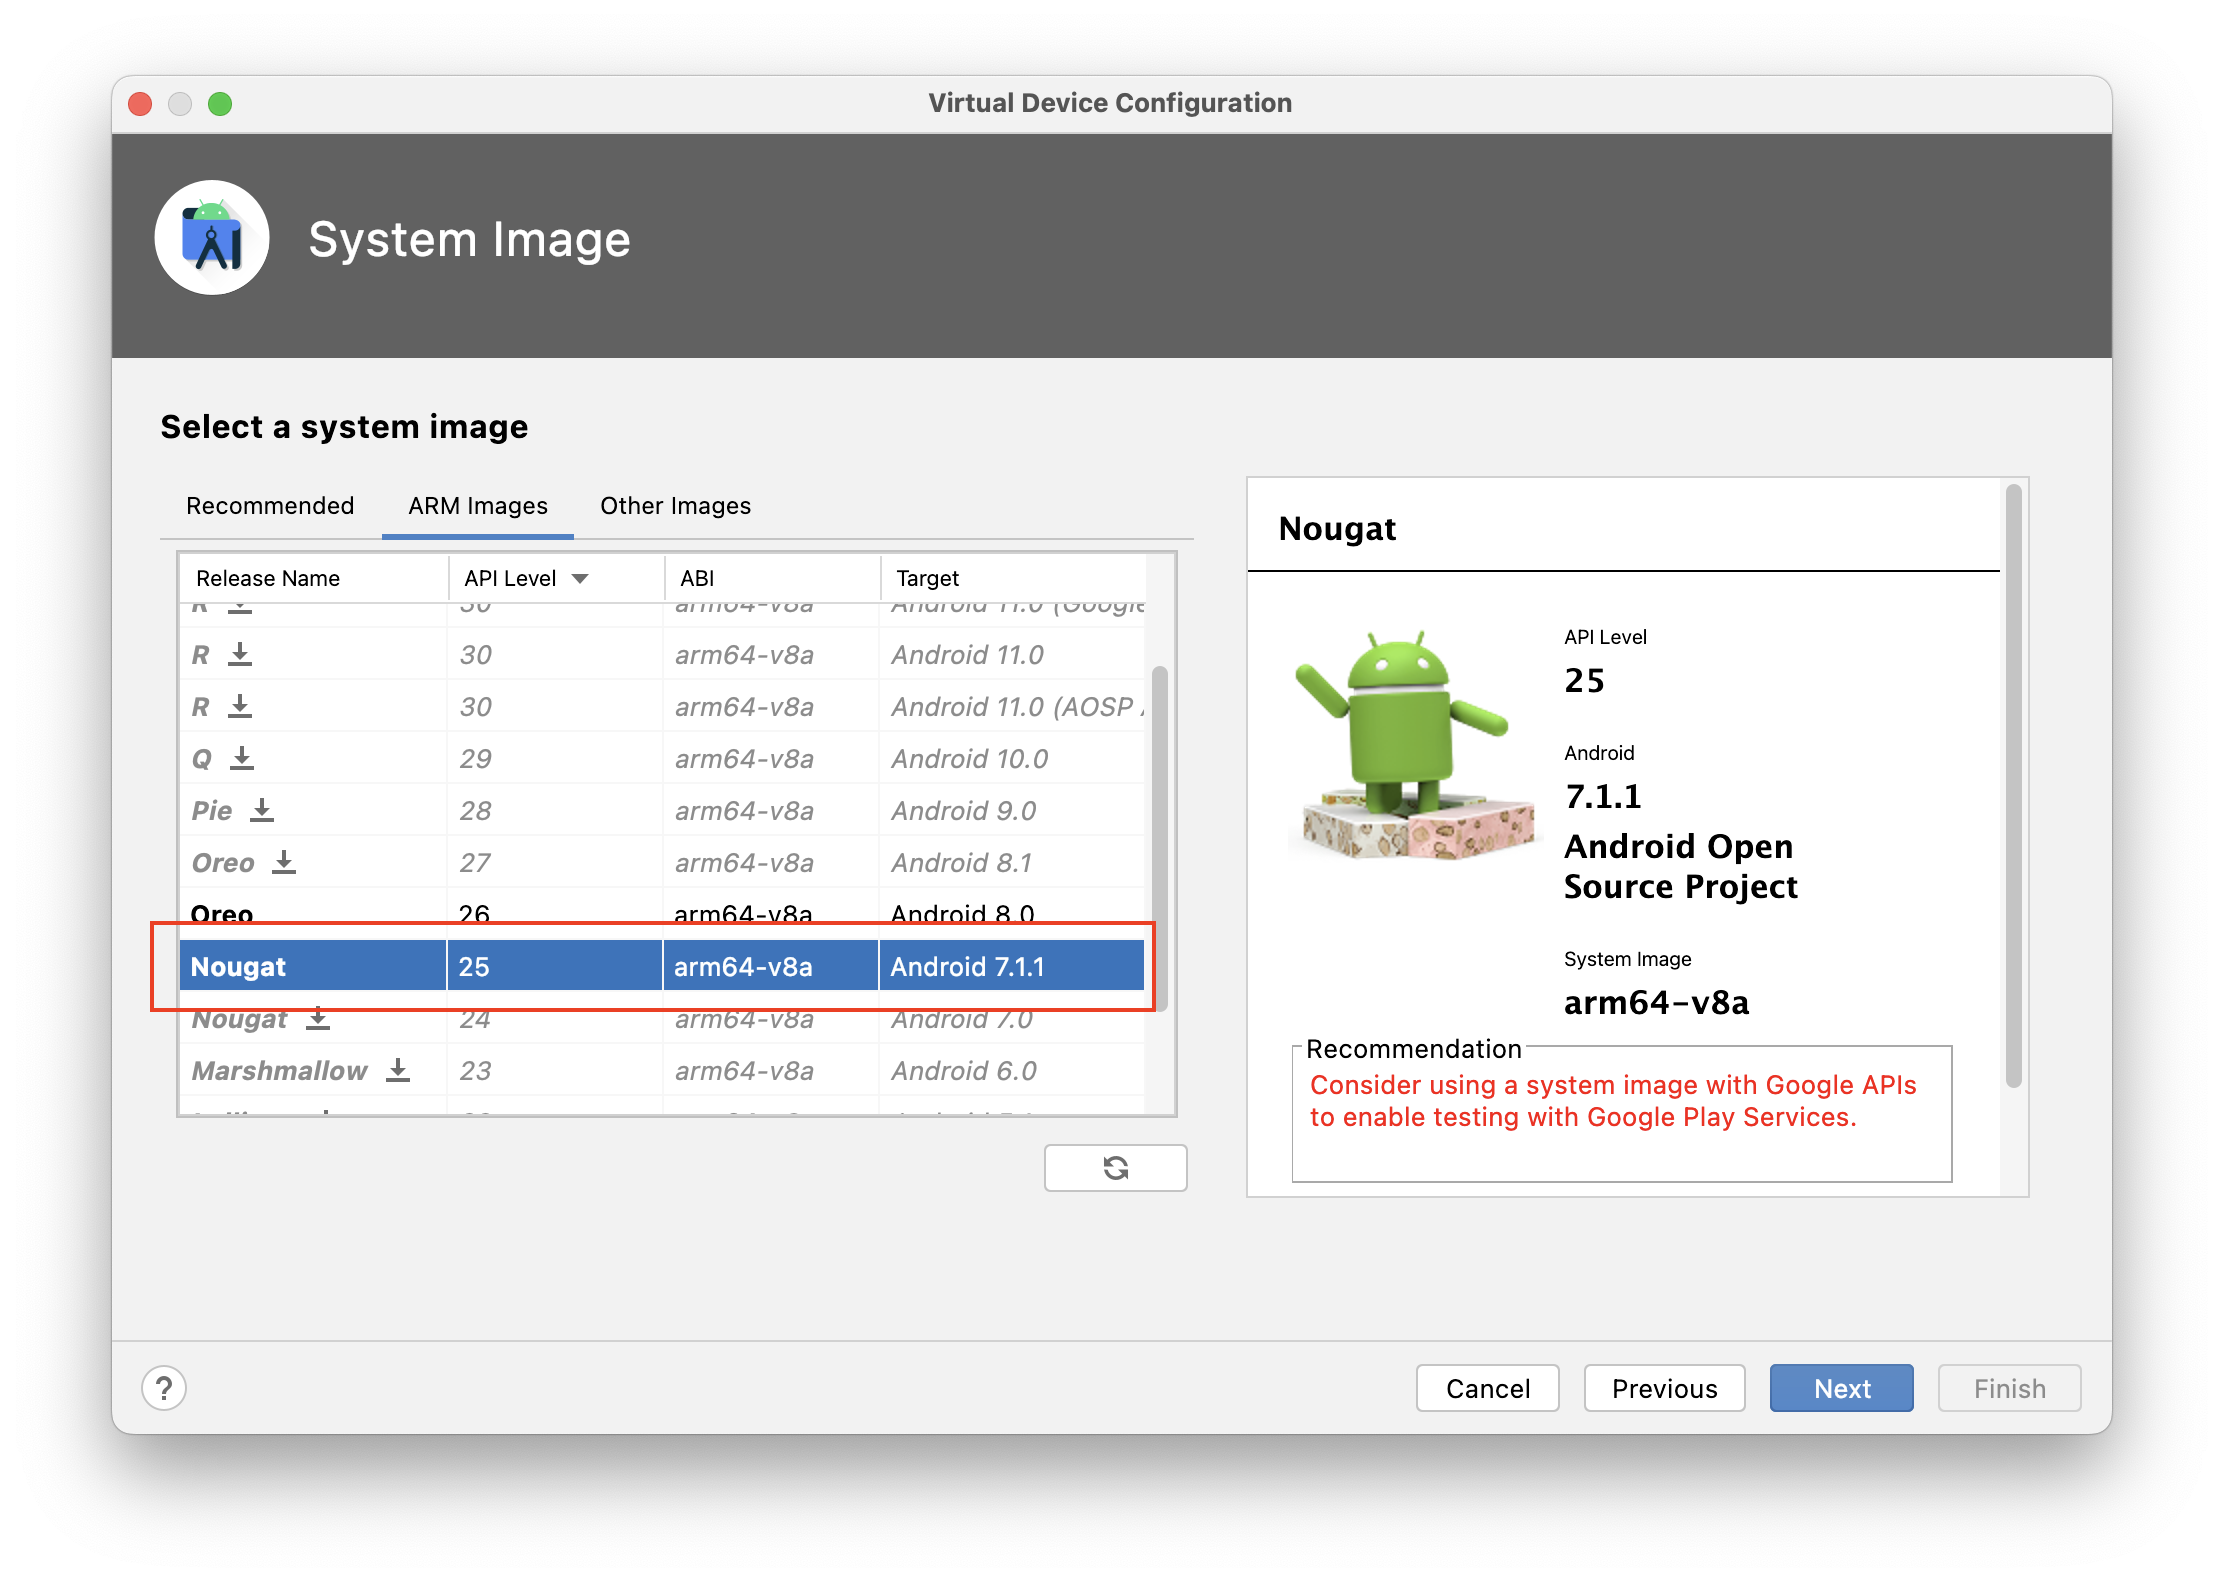 Virtual Device Configuration
System Image
Select a system image
Recommended ARM Images Other Images
Release Name API Level ABI Target
R 30 arm64-v8a Android 11.0 (Google
R 30 arm64-v8a Android 11.0
R 30 arm64-v8a Android 11.0 (AOSP
Q 29 arm64-v8a Android 10.0
Pie 28 arm64-v8a Android 9.0
Oreo 27 arm64-v8a Android 8.1
Oreo 26 arm64-v8a Android 8.0
Nougat 25 arm64-v8a Android 7.1.1
Nougat 24 arm64-v8a Android 7.0
Marshmallow 23 arm64-v8a Android 6.0
Nougat
API Level
25
Android
7.1.1
Android Open
Source Project
System Image
arm64-v8a
Recommendation
Consider using a system image with Google APIs
to enable testing with Google Play Services.
? Cancel Previous Next Finish